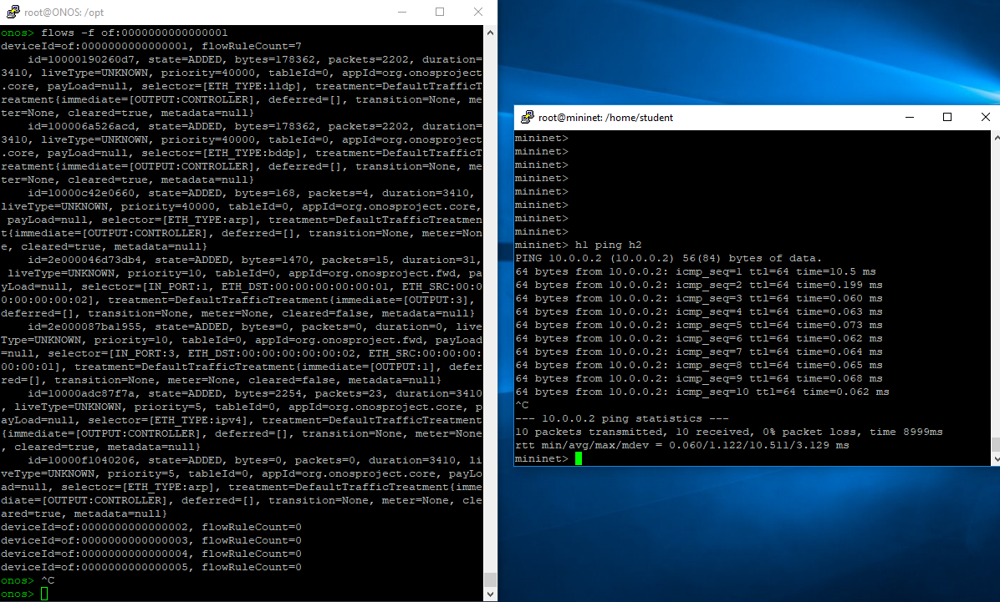 root@ONOS: /opt
onos> flows -f of:0000000000000001
deviceId=of:0000000000000001, flowRuleCount=7
    id=10000190260d7, state=ADDED, bytes=178362, packets=2202, duration=
3410, liveType=UNKNOWN, priority=40000, tableId=0, appId=org.onosproject
.core, payLoad=null, selector=[ETH_TYPE:lldp], treatment=DefaultTrafficT
reatment{immediate=[OUTPUT:CONTROLLER], deferred=[], transition=None, me
ter=None, cleared=true, metadata=null}
    id=100006a526acd, state=ADDED, bytes=178362, packets=2202, duration=
3410, liveType=UNKNOWN, priority=40000, tableId=0, appId=org.onosproject
.core, payLoad=null, selector=[ETH_TYPE:bddp], treatment=DefaultTrafficT
reatment{immediate=[OUTPUT:CONTROLLER], deferred=[], transition=None, me
ter=None, cleared=true, metadata=null}
    id=10000c42e0660, state=ADDED, bytes=168, packets=4, duration=3410,
liveType=UNKNOWN, priority=40000, tableId=0, appId=org.onosproject.core,
 payLoad=null, selector=[ETH_TYPE:arp], treatment=DefaultTrafficTreatmen
t{immediate=[OUTPUT:CONTROLLER], deferred=[], transition=None, meter=Non
e, cleared=true, metadata=null}
    id=2e000046d73db4, state=ADDED, bytes=1470, packets=15, duration=31,
 liveType=UNKNOWN, priority=10, tableId=0, appId=org.onosproject.fwd, pa
yLoad=null, selector=[IN_PORT:1, ETH_DST:00:00:00:00:00:01, ETH_SRC:00:0
0:00:00:00:02], treatment=DefaultTrafficTreatment{immediate=[OUTPUT:3],
deferred=[], transition=None, meter=None, cleared=false, metadata=null}
    id=2e000087ba1955, state=ADDED, bytes=0, packets=0, duration=0, live
Type=UNKNOWN, priority=10, tableId=0, appId=org.onosproject.fwd, payLoad
=null, selector=[IN_PORT:3, ETH_DST:00:00:00:00:00:02, ETH_SRC:00:00:00:
00:00:01], treatment=DefaultTrafficTreatment{immediate=[OUTPUT:1], defer
red=[], transition=None, meter=None, cleared=false, metadata=null}
    id=10000adc87f7a, state=ADDED, bytes=2254, packets=23, duration=3410
, liveType=UNKNOWN, priority=5, tableId=0, appId=org.onosproject.core, p
ayLoad=null, selector=[ETH_TYPE:ipv4], treatment=DefaultTrafficTreatment
{immediate=[OUTPUT:CONTROLLER], deferred=[], transition=None, meter=None
, cleared=true, metadata=null}
    id=10000f1040206, state=ADDED, bytes=0, packets=0, duration=3410, li
veType=UNKNOWN, priority=5, tableId=0, appId=org.onosproject.core, payLo
ad=null, selector=[ETH_TYPE:arp], treatment=DefaultTrafficTreatment{imme
diate=[OUTPUT:CONTROLLER], deferred=[], transition=None, meter=None, cle
ared=true, metadata=null}
deviceId=of:0000000000000002, flowRuleCount=0
deviceId=of:0000000000000003, flowRuleCount=0
deviceId=of:0000000000000004, flowRuleCount=0
deviceId=of:0000000000000005, flowRuleCount=0
onos> ^C
onos>
root@mininet: /home/student
mininet>
mininet>
mininet>
mininet>
mininet>
mininet>
mininet>
mininet>
mininet> h1 ping h2
PING 10.0.0.2 (10.0.0.2) 56(84) bytes of data.
64 bytes from 10.0.0.2: icmp_seq=1 ttl=64 time=10.5 ms
64 bytes from 10.0.0.2: icmp_seq=2 ttl=64 time=0.199 ms
64 bytes from 10.0.0.2: icmp_seq=3 ttl=64 time=0.060 ms
64 bytes from 10.0.0.2: icmp_seq=4 ttl=64 time=0.063 ms
64 bytes from 10.0.0.2: icmp_seq=5 ttl=64 time=0.073 ms
64 bytes from 10.0.0.2: icmp_seq=6 ttl=64 time=0.062 ms
64 bytes from 10.0.0.2: icmp_seq=7 ttl=64 time=0.064 ms
64 bytes from 10.0.0.2: icmp_seq=8 ttl=64 time=0.065 ms
64 bytes from 10.0.0.2: icmp_seq=9 ttl=64 time=0.068 ms
64 bytes from 10.0.0.2: icmp_seq=10 ttl=64 time=0.062 ms
^C
--- 10.0.0.2 ping statistics ---
10 packets transmitted, 10 received, 0% packet loss, time 8999ms
rtt min/avg/max/mdev = 0.060/1.122/10.511/3.129 ms
mininet>